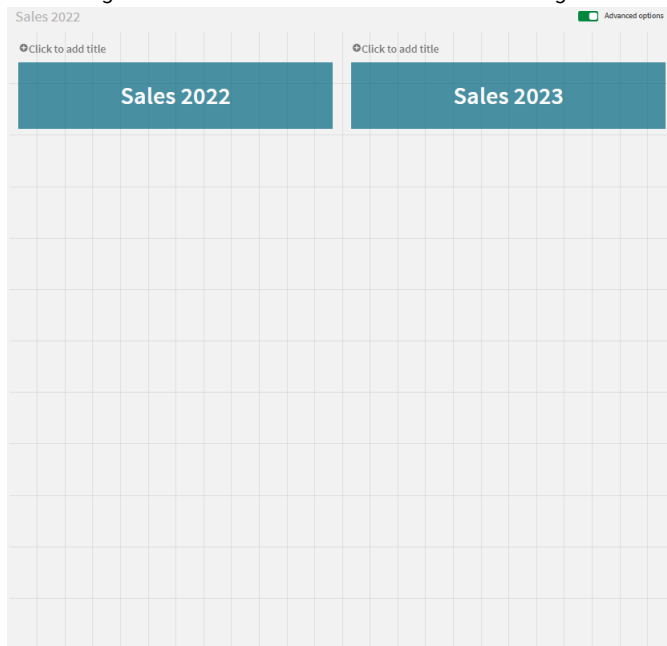 Sales 2022
Advanced options
Click to add title
Click to add title
Sales 2022
Sales 2023